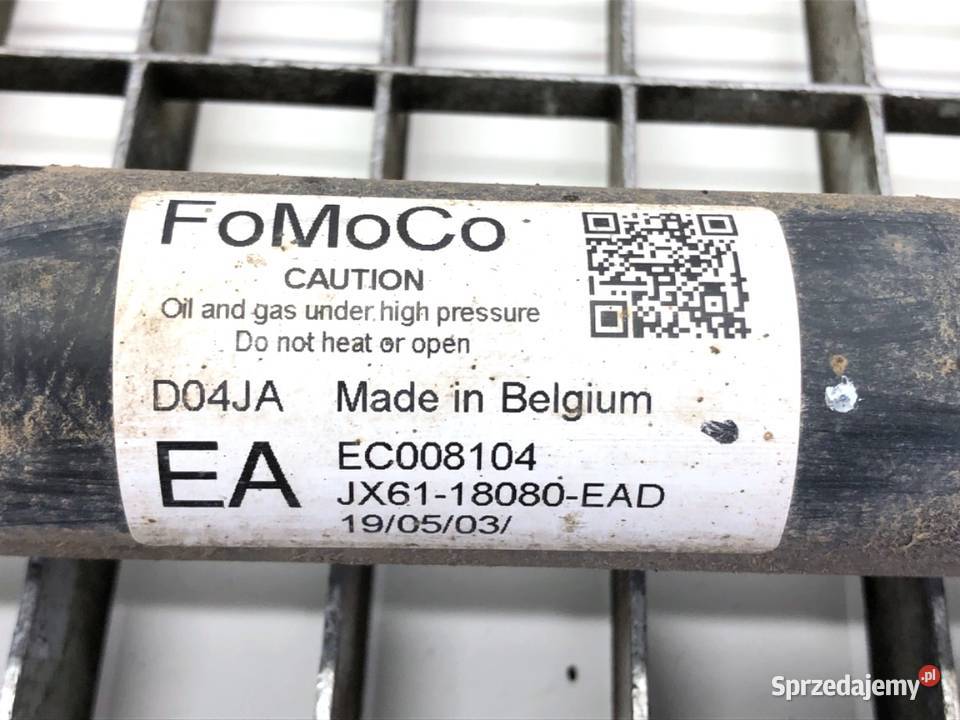 FoMoCo
CAUTION
Oil and gas under high pressure
Do not heat or open
D04JA Made in Belgium
EA
EC008104
JX61-18080-EAD
19/05/03/
Sprzedajemy.pl